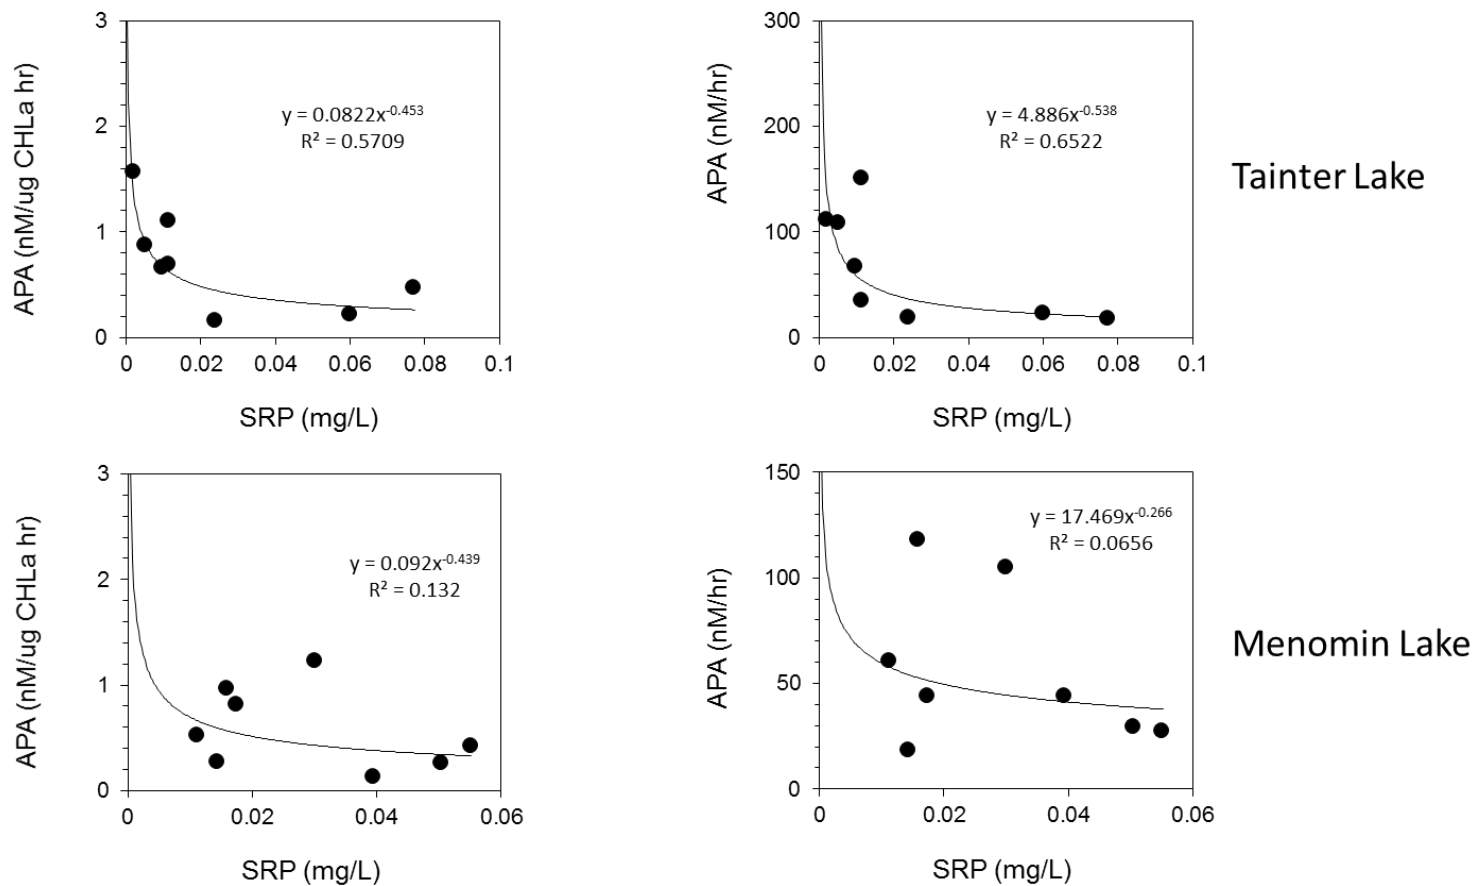 3
2
1
0
APA (nM/ug CHLa hr)
y = 0.0822x^-0.453
R² = 0.5709
0 0.02 0.04 0.06 0.08 0.1
SRP (mg/L)
300
200
100
0
APA (nM/hr)
y = 4.886x^-0.538
R² = 0.6522
0 0.02 0.04 0.06 0.08 0.1
SRP (mg/L)
Tainter Lake
3
2
1
0
APA (nM/ug CHLa hr)
y = 0.092x^-0.439
R² = 0.132
0 0.02 0.04 0.06
SRP (mg/L)
150
100
50
0
APA (nM/hr)
y = 17.469x^-0.266
R² = 0.0656
0 0.02 0.04 0.06
SRP (mg/L)
Menomin Lake